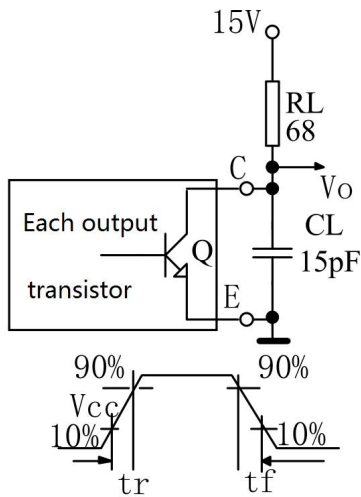 15V
RL
68
C
VO
Each output
Q
CL
15pF
transistor
E
90%
90%
Vcc
10%
10%
tr
tf